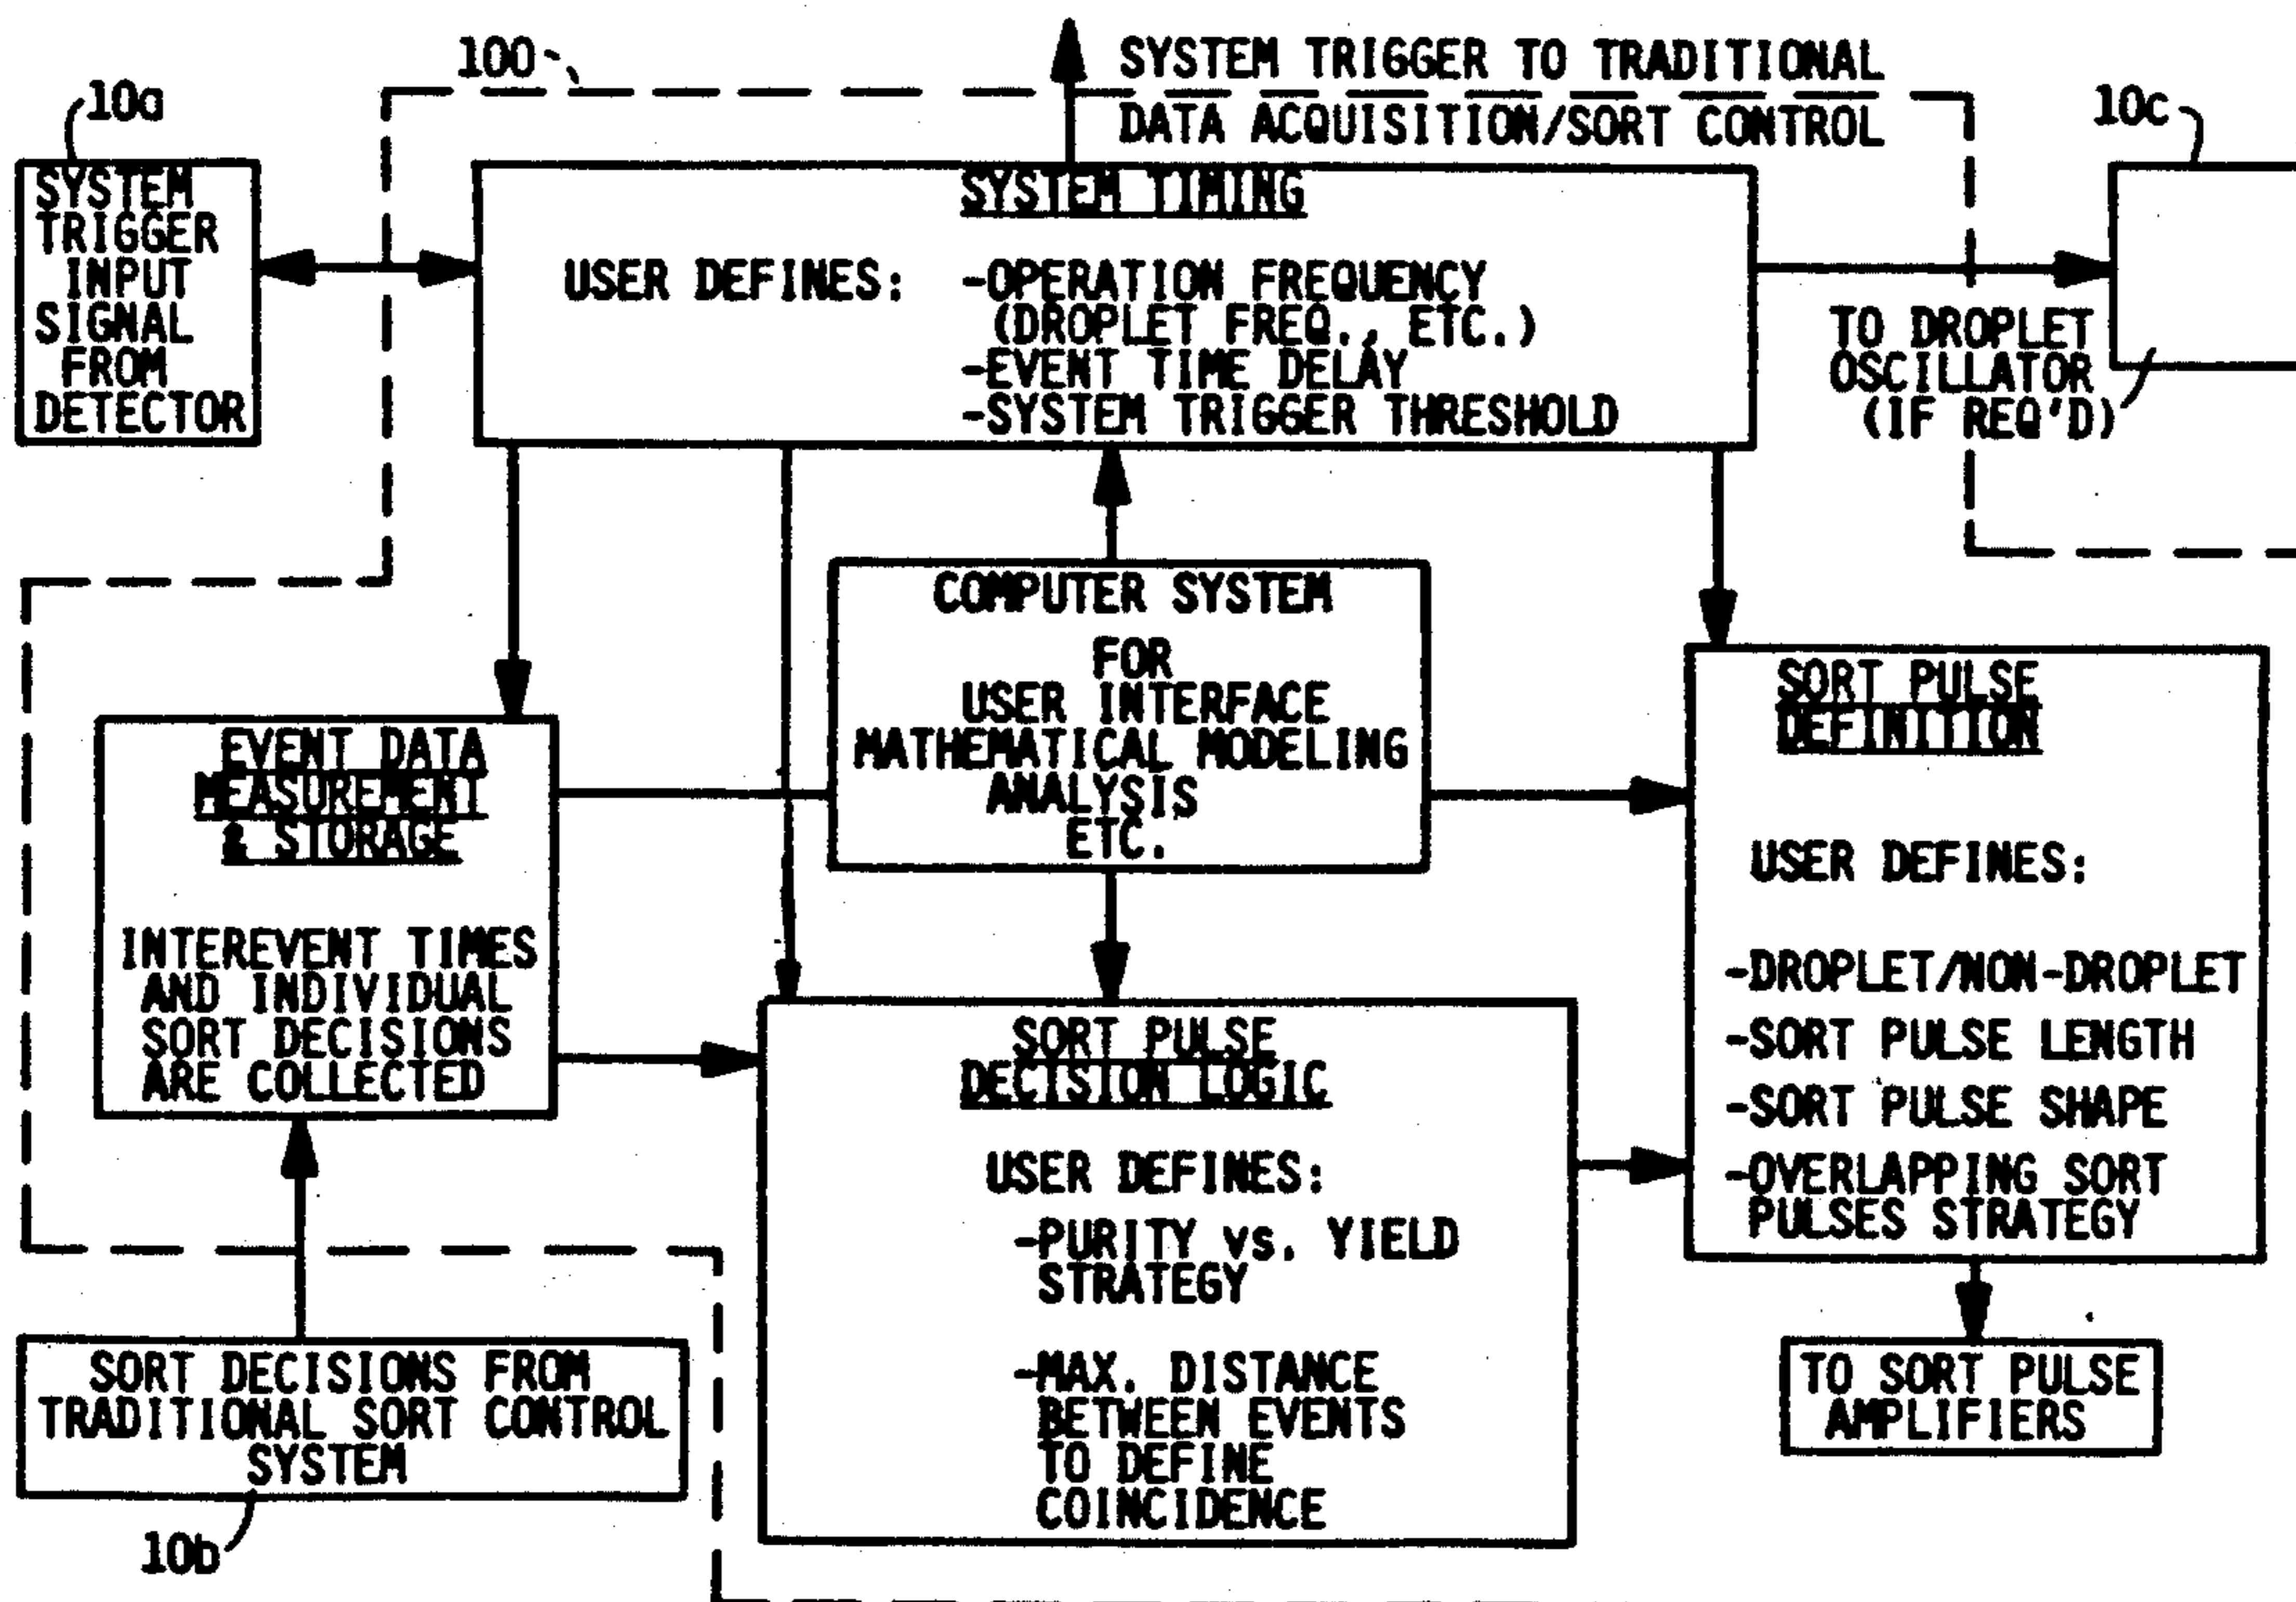 100
SYSTEM TRIGGER TO TRADITIONAL
DATA ACQUISITION/SORT CONTROL
10a
10c
SYSTEM
TRIGGER
INPUT
SIGNAL
FROM
DETECTOR
SYSTEM TIMING
USER DEFINES: -OPERATION FREQUENCY
(DROPLET FREQ., ETC.)
-EVENT TIME DELAY
-SYSTEM TRIGGER THRESHOLD
TO DROPLET
OSCILLATOR
(IF REQ'D)
COMPUTER SYSTEM
FOR
USER INTERFACE
MATHEMATICAL MODELING
ANALYSIS
ETC.
EVENT DATA
MEASUREMENT
& STORAGE
INTEREVENT TIMES
AND INDIVIDUAL
SORT DECISIONS
ARE COLLECTED
SORT PULSE
DEFINITION
USER DEFINES:
-DROPLET/NON-DROPLET
-SORT PULSE LENGTH
-SORT PULSE SHAPE
-OVERLAPPING SORT
PULSES STRATEGY
SORT PULSE
DECISION LOGIC
USER DEFINES:
-PURITY vs. YIELD
STRATEGY
-MAX. DISTANCE
BETWEEN EVENTS
TO DEFINE
COINCIDENCE
SORT DECISIONS FROM
TRADITIONAL SORT CONTROL
SYSTEM
10b
TO SORT PULSE
AMPLIFIERS